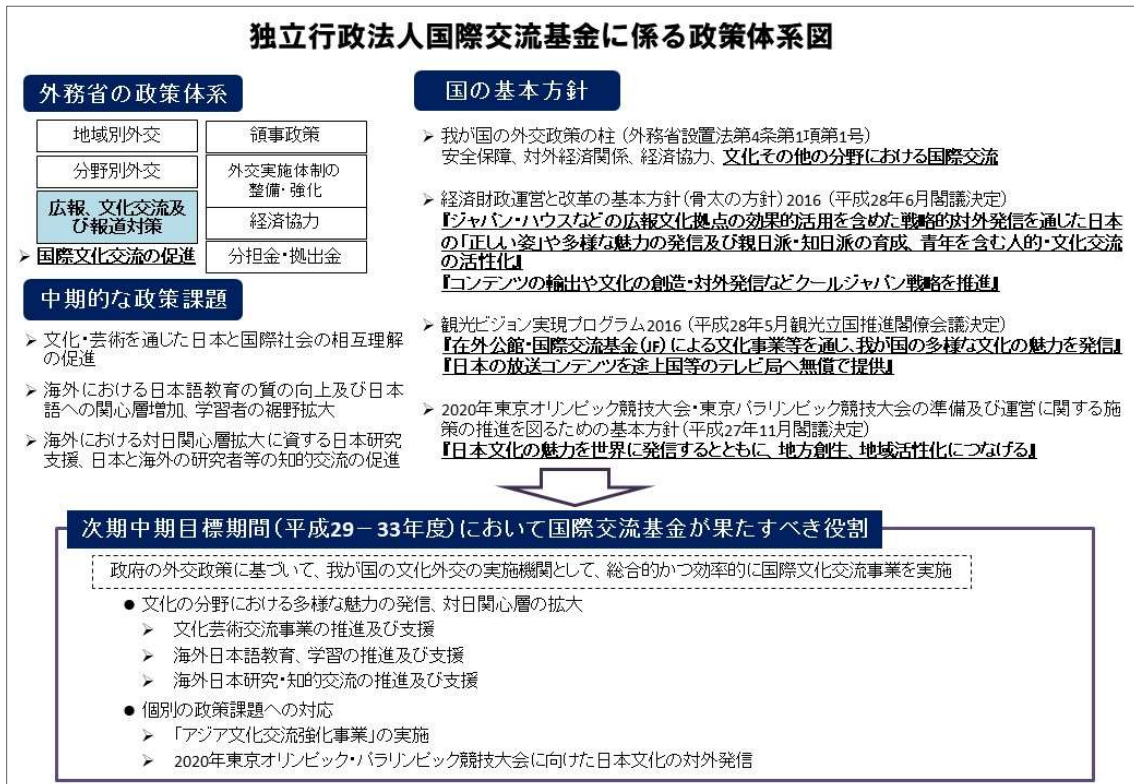 独立行政法人国際交流基金に係る政策体系図
外務省の政策体系
地域別外交
領事政策
分野別外交
外交実施体制の
整備・強化
広報、文化交流及
び報道対策
経済協力
➤ 国際文化交流の促進
分担金・拠出金
中期的な政策課題
➤ 文化・芸術を通じた日本と国際社会の相互理解
の促進
➤ 海外における日本語教育の質の向上及び日本
語への関心層増加、学習者の裾野拡大
➤ 海外における対日関心層拡大に資する日本研究
支援、日本と海外の研究者等の知的交流の促進
国の基本方針
➤ 我が国の外交政策の柱（外務省設置法第4条第1項第1号）
安全保障、対外経済関係、経済協力、文化その他の分野における国際交流
➤ 経済財政運営と改革の基本方針（骨太の方針）2016（平成28年6月閣議決定）
『ジャパン・ハウスなどの広報文化拠点の効果的活用を含めた戦略的対外発信を通じた日本
の「正しい姿」や多様な魅力の発信及び親日派・知日派の育成、青年を含む人的・文化交流
の活性化』
『コンテンツの輸出や文化の創造・対外発信などクールジャパン戦略を推進』
➤ 観光ビジョン実現プログラム2016（平成28年5月観光立国推進閣僚会議決定）
『在外公館・国際交流基金（JF）による文化事業等を通じ、我が国の多様な文化の魅力を発信』
『日本の放送コンテンツを途上国等のテレビ局へ無償で提供』
➤ 2020年東京オリンピック競技大会・東京パラリンピック競技大会の準備及び運営に関する施
策の推進を図るための基本方針（平成27年11月閣議決定）
『日本文化の魅力を世界に発信するとともに、地方創生、地域活性化につなげる』
次期中期目標期間（平成29－33年度）において国際交流基金が果たすべき役割
政府の外交政策に基づいて、我が国の文化外交の実施機関として、総合的かつ効率的に国際文化交流事業を実施
● 文化の分野における多様な魅力の発信、対日関心層の拡大
➤ 文化芸術交流事業の推進及び支援
➤ 海外日本語教育、学習の推進及び支援
➤ 海外日本研究・知的交流の推進及び支援
● 個別の政策課題への対応
➤ 「アジア文化交流強化事業」の実施
➤ 2020年東京オリンピック・パラリンピック競技大会に向けた日本文化の対外発信